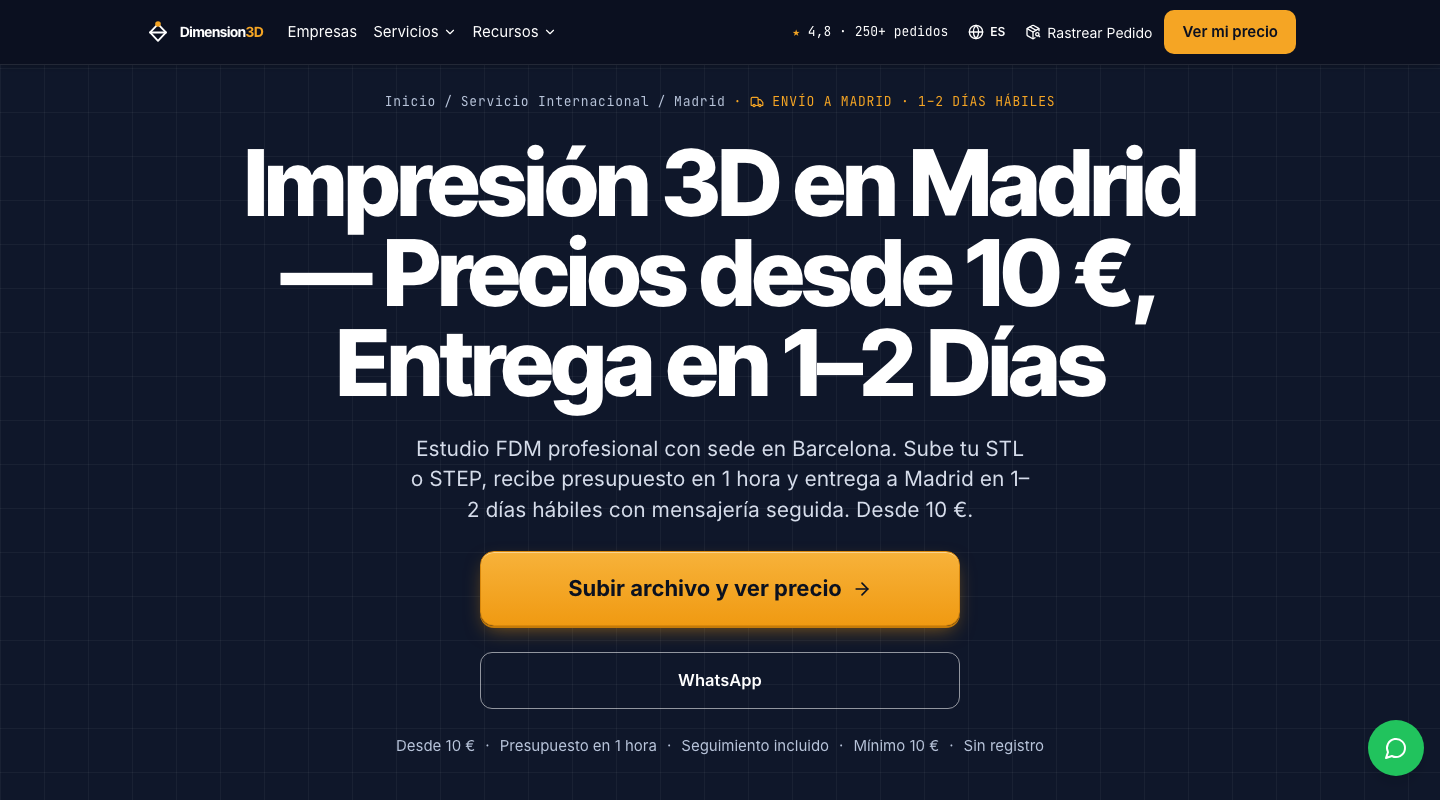 Dimension3D Empresas Servicios Recursos ★ 4,8 · 250+ pedidos ES Rastrear Pedido Ver mi precio
Inicio / Servicio Internacional / Madrid · ENVÍO A MADRID · 1–2 DÍAS HÁBILES
Impresión 3D en Madrid
— Precios desde 10 €,
Entrega en 1–2 Días
Estudio FDM profesional con sede en Barcelona. Sube tu STL
o STEP, recibe presupuesto en 1 hora y entrega a Madrid en 1–
2 días hábiles con mensajería seguida. Desde 10 €.
Subir archivo y ver precio →
WhatsApp
Desde 10 € · Presupuesto en 1 hora · Seguimiento incluido · Mínimo 10 € · Sin registro